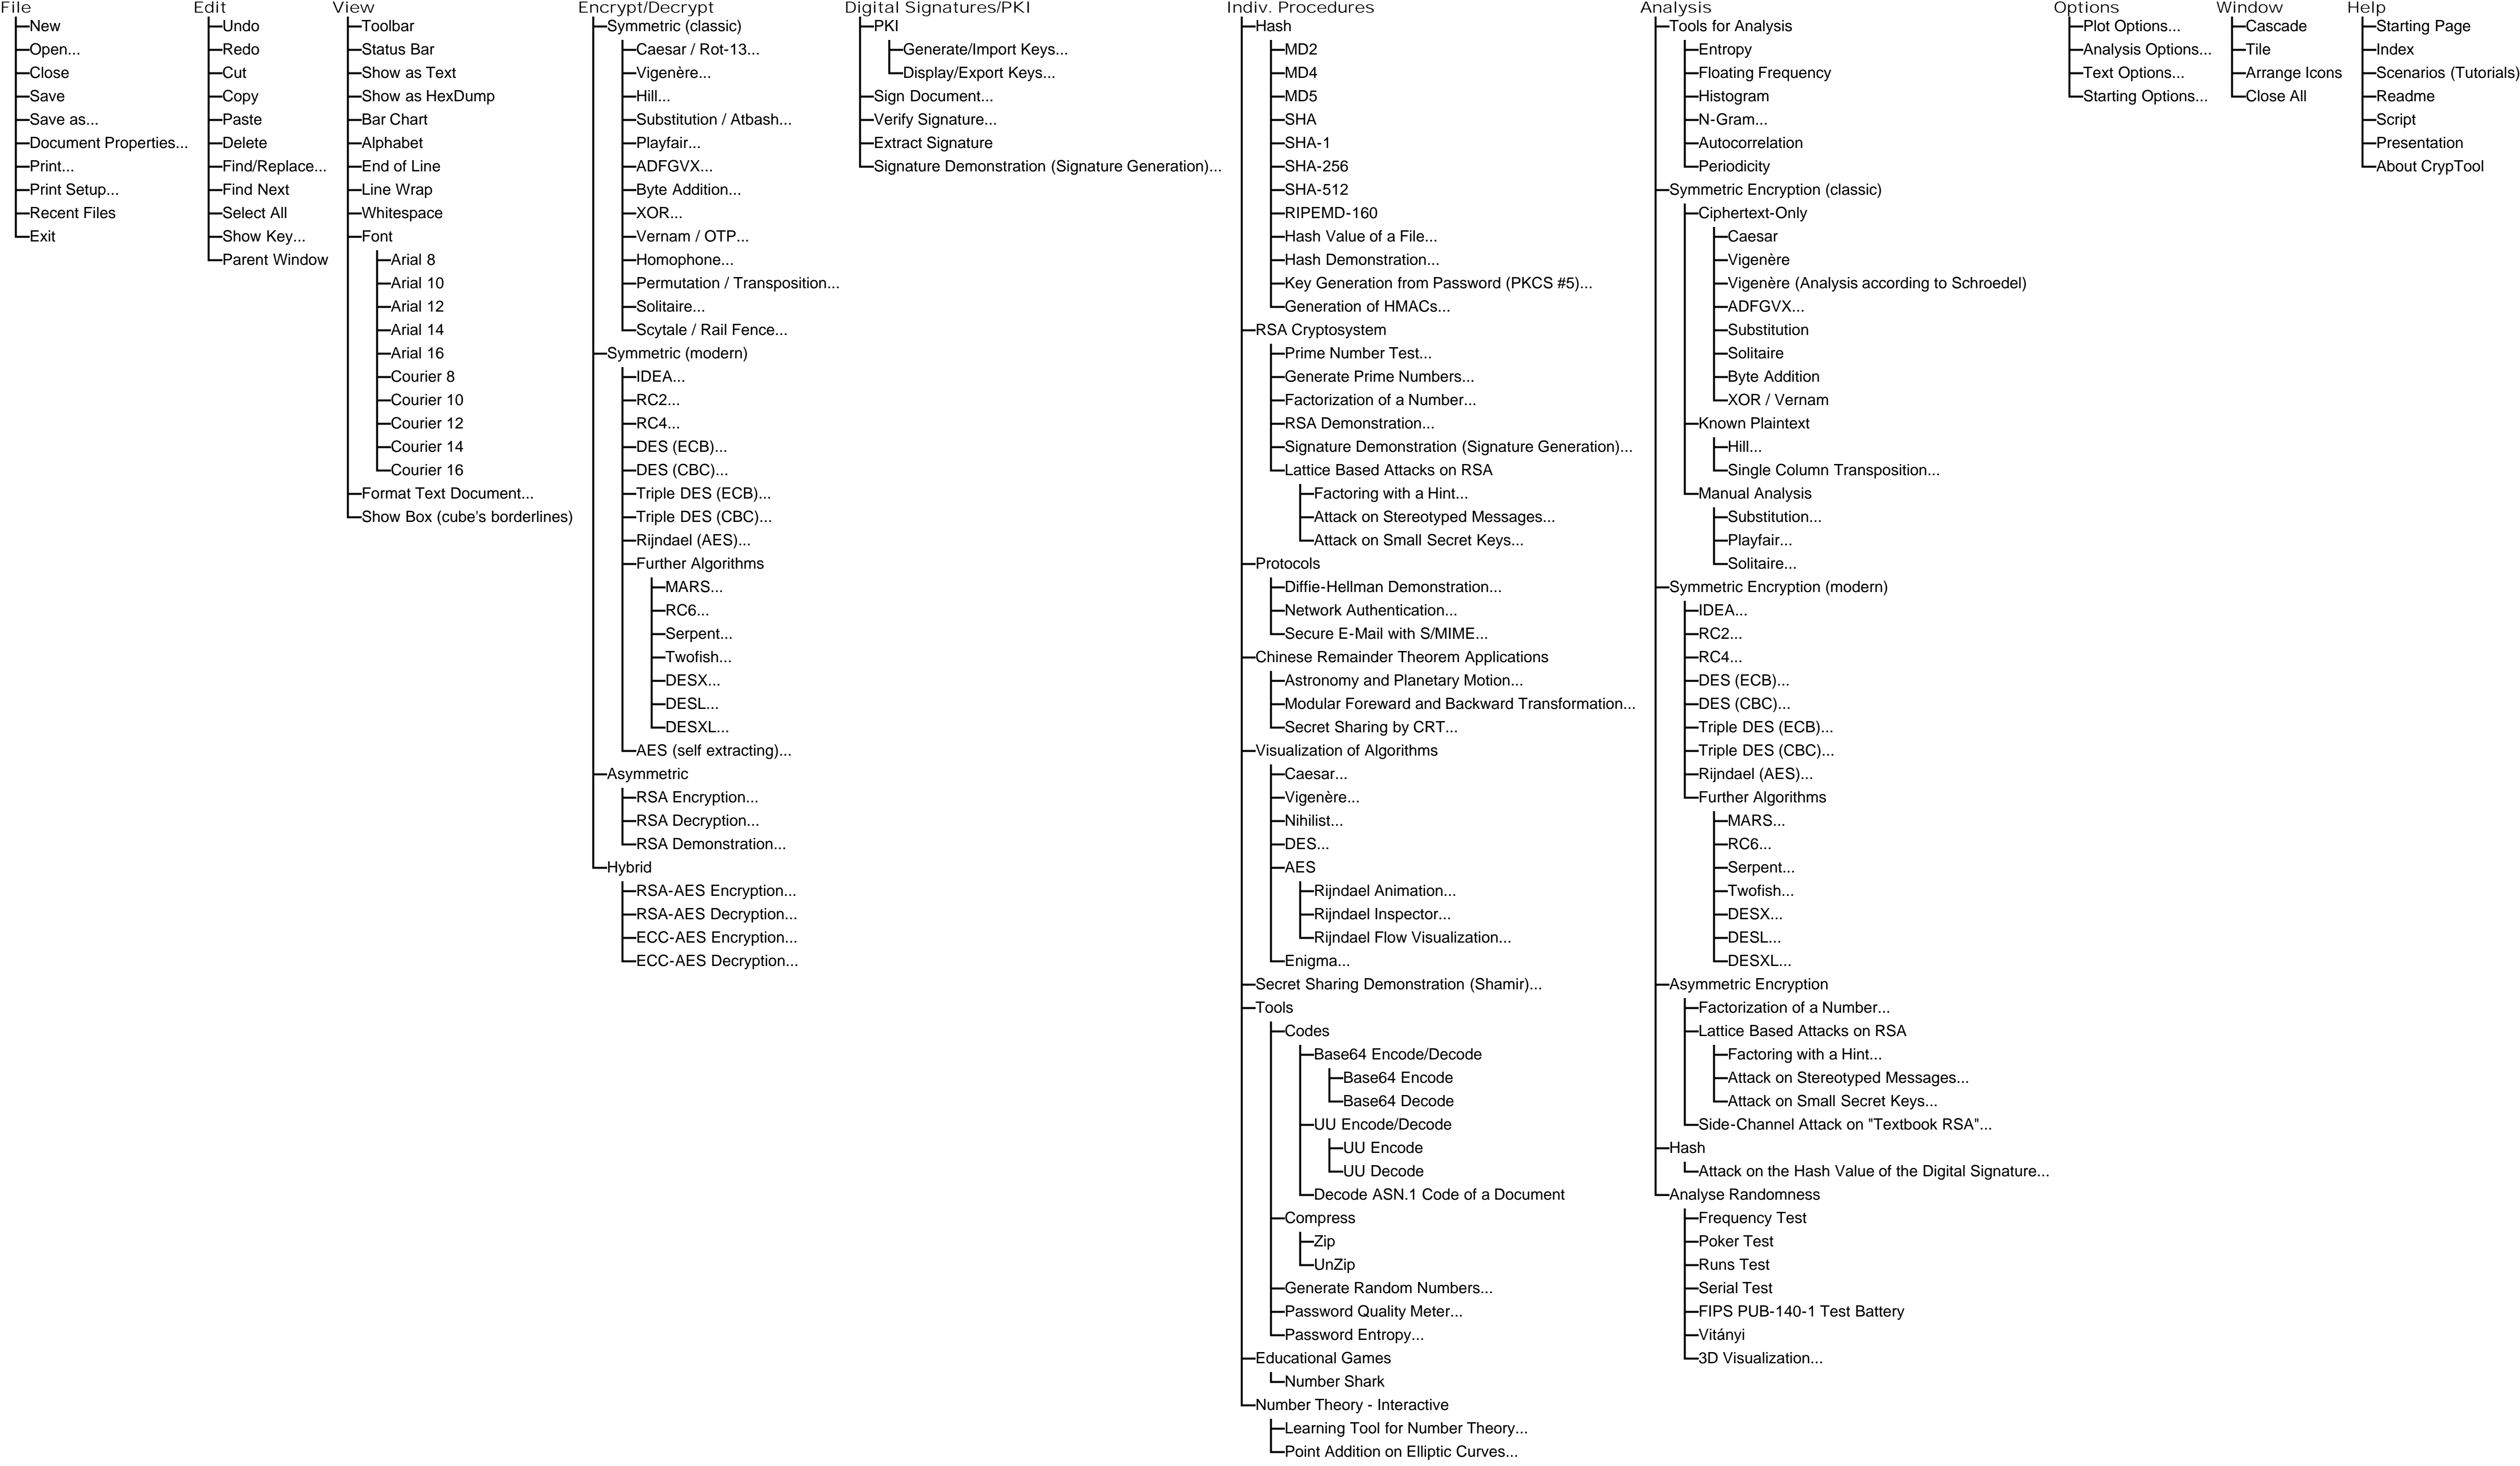 File
New
Open...
Close
Save
Save as...
Document Properties...
Print...
Print Setup...
Recent Files
Exit
Edit
Undo
Redo
Cut
Copy
Paste
Delete
Find/Replace...
Find Next
Select All
Show Key...
Parent Window
View
Toolbar
Status Bar
Show as Text
Show as HexDump
Bar Chart
Alphabet
End of Line
Line Wrap
Whitespace
Font
Arial 8
Arial 10
Arial 12
Arial 14
Arial 16
Courier 8
Courier 10
Courier 12
Courier 14
Courier 16
Format Text Document...
Show Box (cube's borderlines)
Encrypt/Decrypt
Symmetric (classic)
Caesar / Rot-13...
Vigenère...
Hill...
Substitution / Atbash...
Playfair...
ADFGVX...
Byte Addition...
XOR...
Vernam / OTP...
Homophone...
Permutation / Transposition...
Solitaire...
Scytale / Rail Fence...
Symmetric (modern)
IDEA...
RC2...
RC4...
DES (ECB)...
DES (CBC)...
Triple DES (ECB)...
Triple DES (CBC)...
Rijndael (AES)...
Further Algorithms
MARS...
RC6...
Serpent...
Twofish...
DESX...
DESL...
DESXL...
AES (self extracting)...
Asymmetric
RSA Encryption...
RSA Decryption...
RSA Demonstration...
Hybrid
RSA-AES Encryption...
RSA-AES Decryption...
ECC-AES Encryption...
ECC-AES Decryption...
Digital Signatures/PKI
PKI
Generate/Import Keys...
Display/Export Keys...
Sign Document...
Verify Signature...
Extract Signature
Signature Demonstration (Signature Generation)...
Indiv. Procedures
Hash
MD2
MD4
MD5
SHA
SHA-1
SHA-256
SHA-512
RIPEMD-160
Hash Value of a File...
Hash Demonstration...
Key Generation from Password (PKCS #5)...
Generation of HMACs...
RSA Cryptosystem
Prime Number Test...
Generate Prime Numbers...
Factorization of a Number...
RSA Demonstration...
Signature Demonstration (Signature Generation)...
Lattice Based Attacks on RSA
Factoring with a Hint...
Attack on Stereotyped Messages...
Attack on Small Secret Keys...
Protocols
Diffie-Hellman Demonstration...
Network Authentication...
Secure E-Mail with S/MIME...
Chinese Remainder Theorem Applications
Astronomy and Planetary Motion...
Modular Foreward and Backward Transformation...
Secret Sharing by CRT...
Visualization of Algorithms
Caesar...
Vigenère...
Nihilist...
DES...
AES
Rijndael Animation...
Rijndael Inspector...
Rijndael Flow Visualization...
Enigma...
Secret Sharing Demonstration (Shamir)...
Tools
Codes
Base64 Encode/Decode
Base64 Encode
Base64 Decode
UU Encode/Decode
UU Encode
UU Decode
Decode ASN.1 Code of a Document
Compress
Zip
UnZip
Generate Random Numbers...
Password Quality Meter...
Password Entropy...
Educational Games
Number Shark
Number Theory - Interactive
Learning Tool for Number Theory...
Point Addition on Elliptic Curves...
Analysis
Tools for Analysis
Entropy
Floating Frequency
Histogram
N-Gram...
Autocorrelation
Periodicity
Symmetric Encryption (classic)
Ciphertext-Only
Caesar
Vigenère
Vigenère (Analysis according to Schroedel)
ADFGVX...
Substitution
Solitaire
Byte Addition
XOR / Vernam
Known Plaintext
Hill...
Single Column Transposition...
Manual Analysis
Substitution...
Playfair...
Solitaire...
Symmetric Encryption (modern)
IDEA...
RC2...
RC4...
DES (ECB)...
DES (CBC)...
Triple DES (ECB)...
Triple DES (CBC)...
Rijndael (AES)...
Further Algorithms
MARS...
RC6...
Serpent...
Twofish...
DESX...
DESL...
DESXL...
Asymmetric Encryption
Factorization of a Number...
Lattice Based Attacks on RSA
Factoring with a Hint...
Attack on Stereotyped Messages...
Attack on Small Secret Keys...
Side-Channel Attack on "Textbook RSA"...
Hash
Attack on the Hash Value of the Digital Signature...
Analyse Randomness
Frequency Test
Poker Test
Runs Test
Serial Test
FIPS PUB-140-1 Test Battery
Vitányi
3D Visualization...
Options
Plot Options...
Analysis Options...
Text Options...
Starting Options...
Window
Cascade
Tile
Arrange Icons
Close All
Help
Starting Page
Index
Scenarios (Tutorials)
Readme
Script
Presentation
About CrypTool